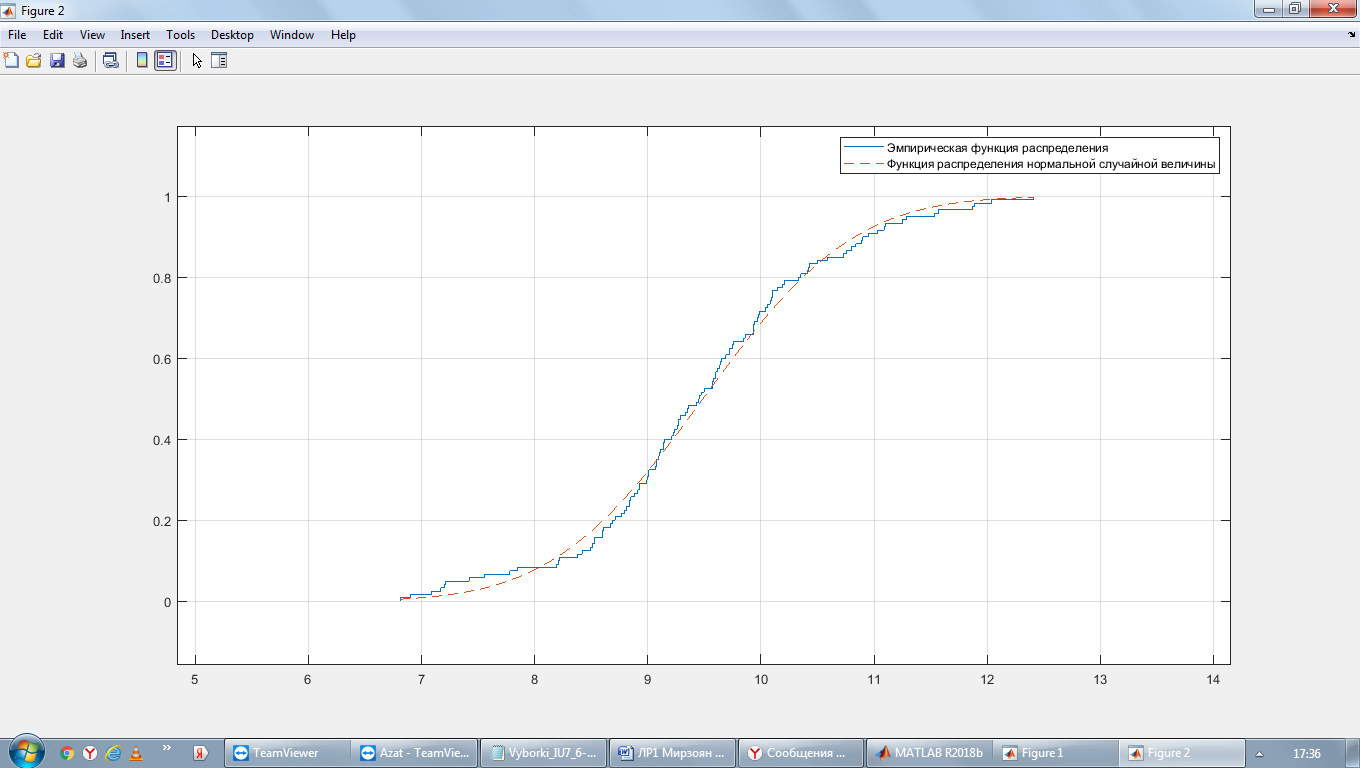 Figure 2
File Edit View Insert Tools Desktop Window Help
Эмпирическая функция распределения
Функция распределения нормальной случайной величины
1
0.8
0.6
0.4
0.2
0
5 6 7 8 9 10 11 12 13 14
TeamViewer Azat - TeamVie... Vyborki_IU7_6-... ЛР1 Мирзоян ... Сообщения ... MATLAB R2018b Figure 1 Figure 2 17:36